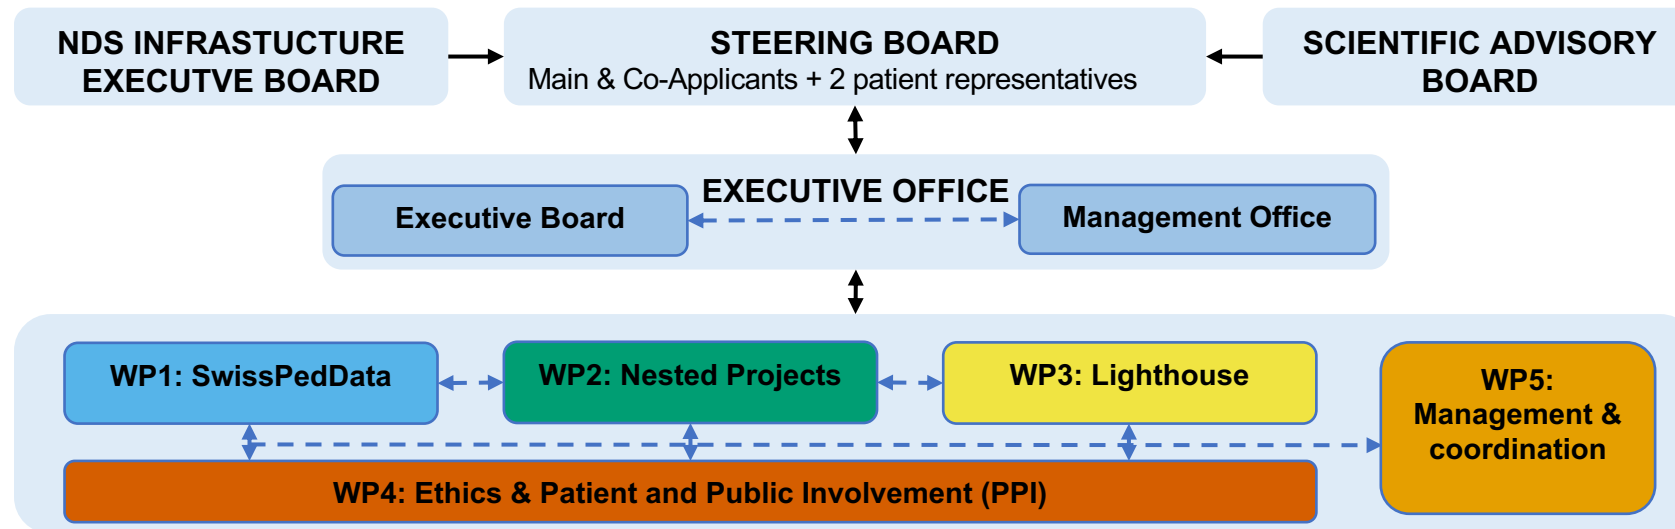 NDS INFRASTUCTURE
EXECUTVE BOARD
STEERING BOARD
Main & Co-Applicants + 2 patient representatives
SCIENTIFIC ADVISORY
BOARD
EXECUTIVE OFFICE
Executive Board
Management Office
WP1: SwissPedData
WP2: Nested Projects
WP3: Lighthouse
WP5:
Management &
coordination
WP4: Ethics & Patient and Public Involvement (PPI)